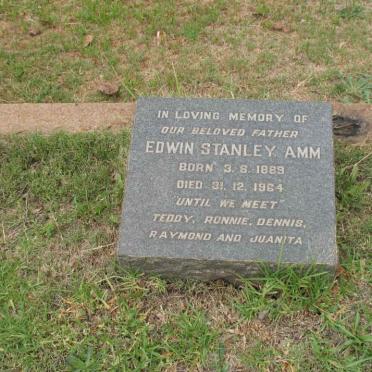 IN LOVING MEMORY OF
OUR BELOVED FATHER
EDWIN STANLEY AMM
BORN 3. 6. 1889
DIED 31. 12. 1964
"UNTIL WE MEET"
TEDDY, RONNIE, DENNIS,
RAYMOND AND JUANITA